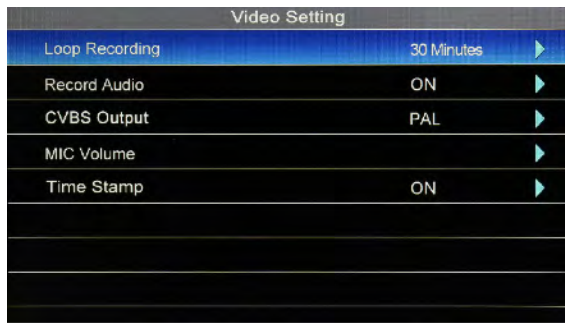 Video Setting
Loop Recording 30 Minutes
Record Audio ON
CVBS Output PAL
MIC Volume
Time Stamp ON